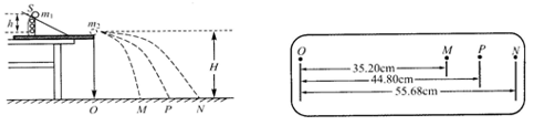 S
m₁
m₂
h
H
O M P N
O M P N
35.20cm
44.80cm
55.68cm